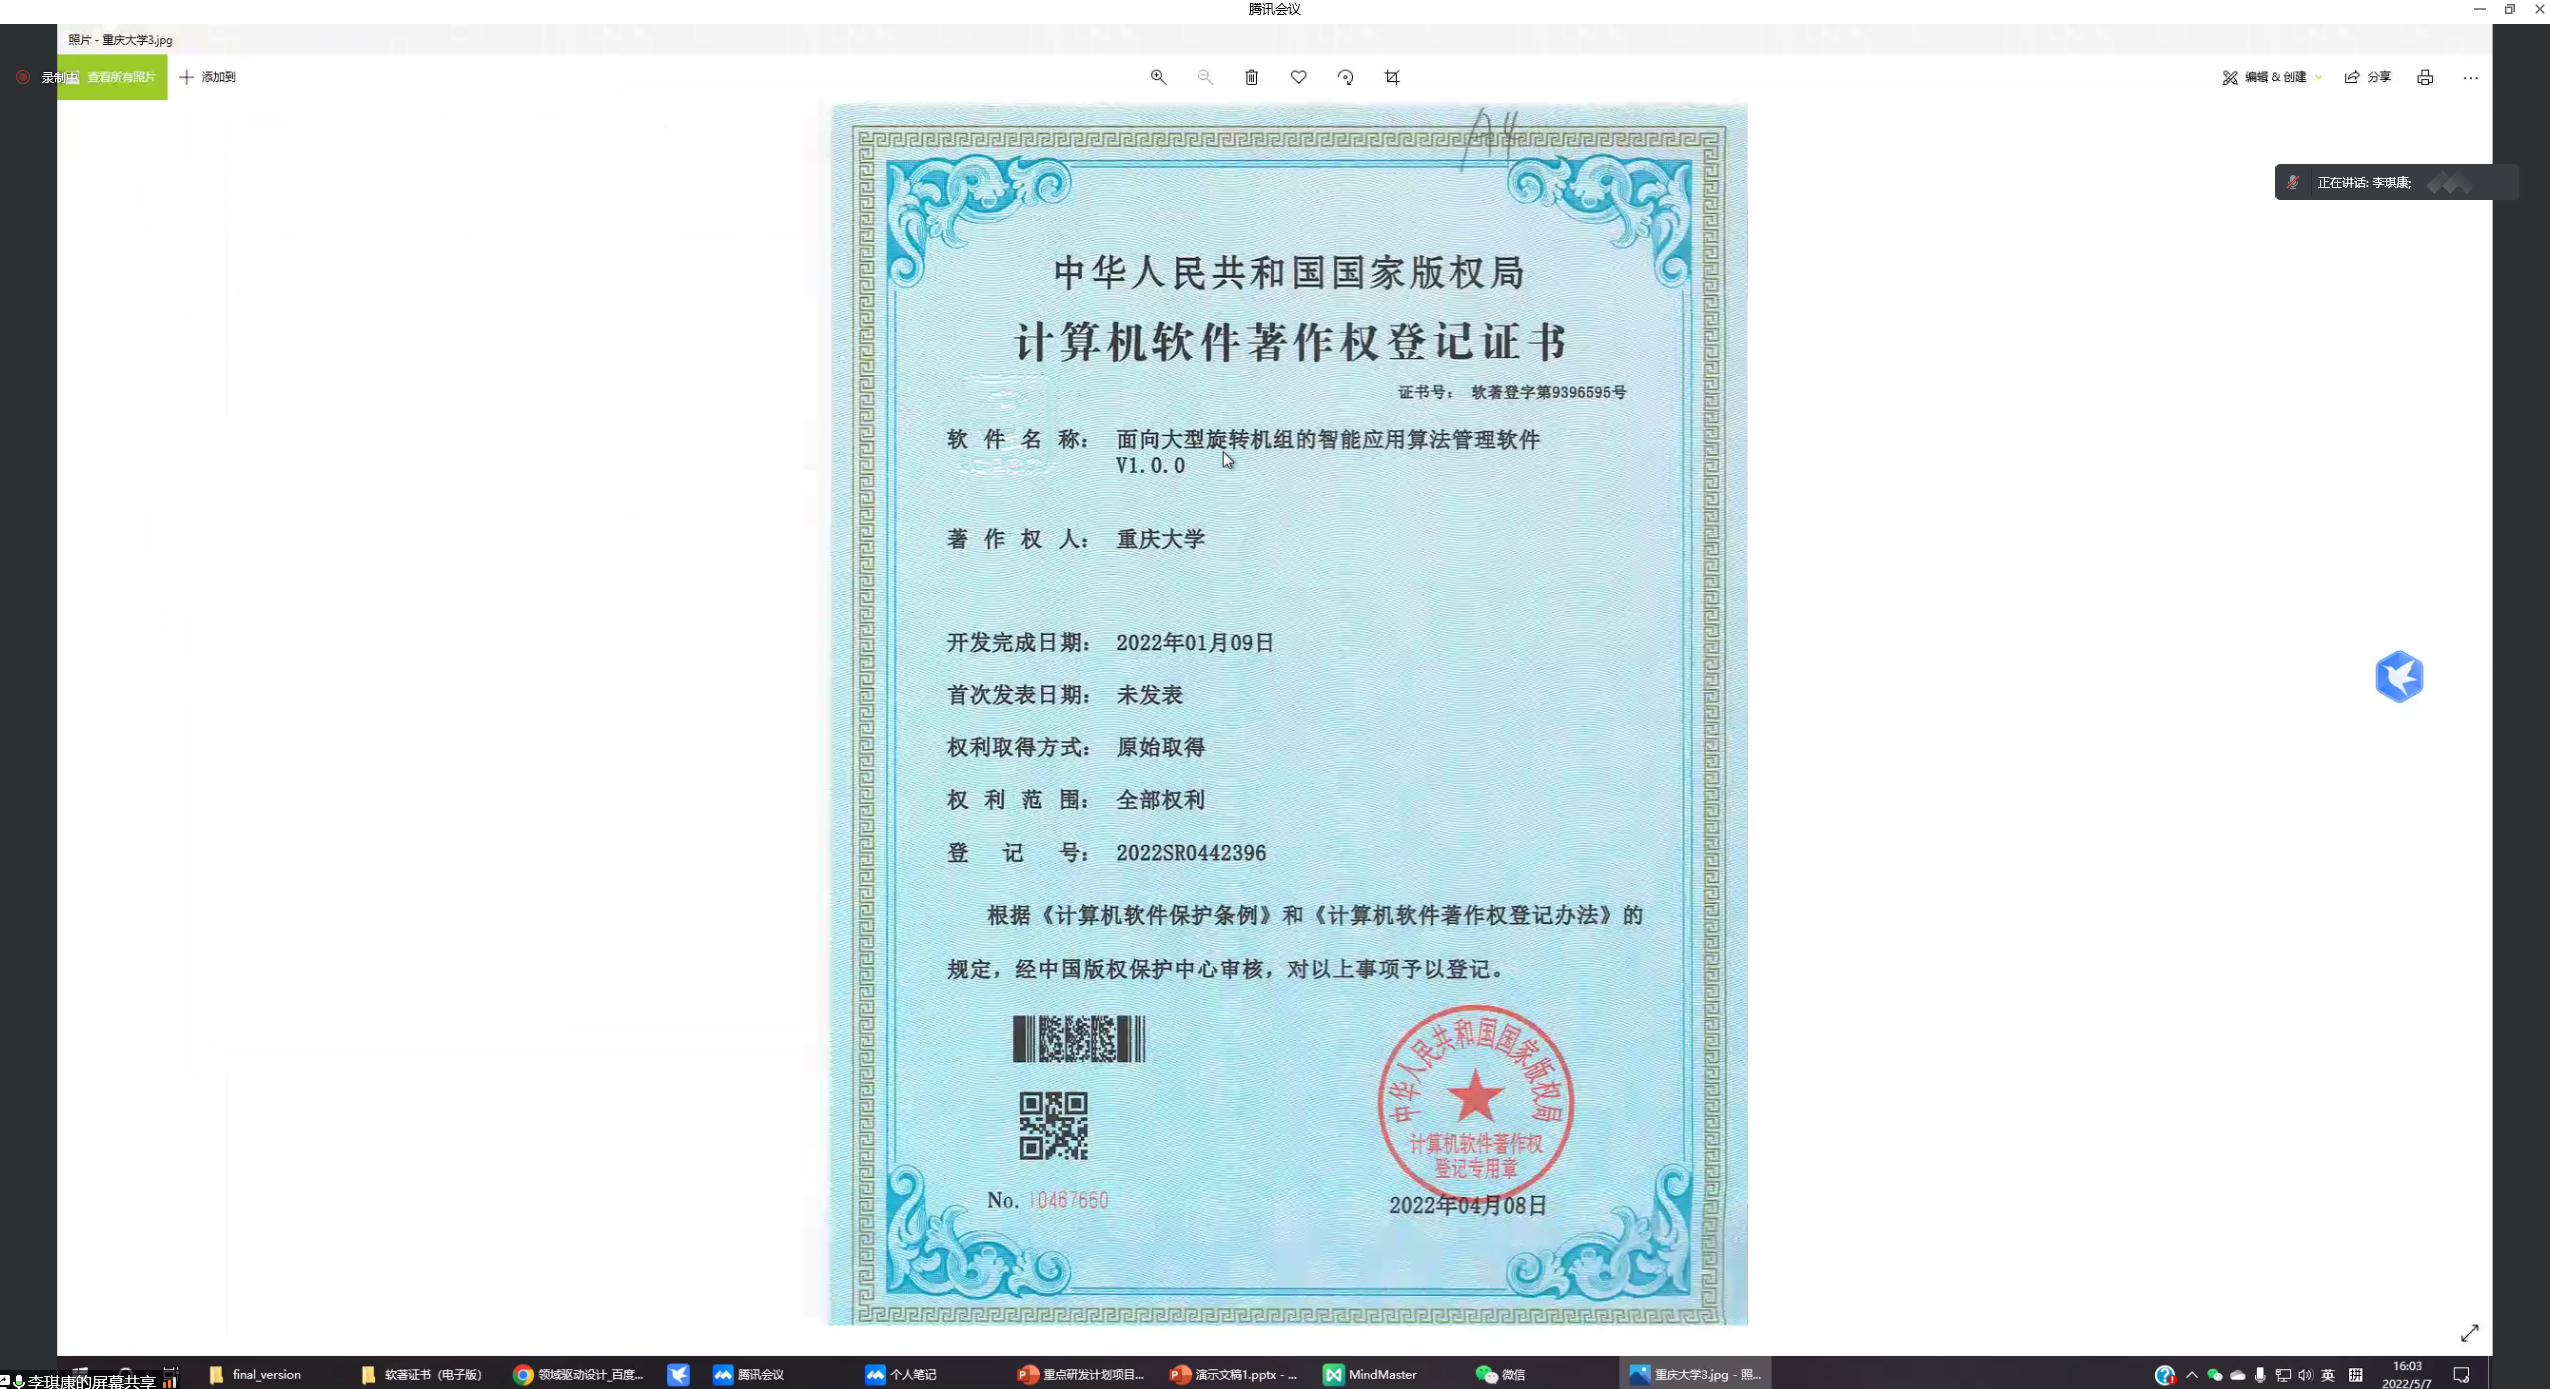 腾讯会议
照片 - 重庆大学3.jpg
录制中 查看所有照片 添加到
编辑 & 创建 分享
正在讲话: 李琪康;
A4
中华人民共和国国家版权局
计算机软件著作权登记证书
证书号： 软著登字第9396595号
软件名称： 面向大型旋转机组的智能应用算法管理软件
V1.0.0
著作权人： 重庆大学
开发完成日期： 2022年01月09日
首次发表日期： 未发表
权利取得方式： 原始取得
权利范围： 全部权利
登记号： 2022SR0442396
根据《计算机软件保护条例》和《计算机软件著作权登记办法》的
规定，经中国版权保护中心审核，对以上事项予以登记。
中华人民共和国国家版权局
计算机软件著作权
登记专用章
No. 10467660
2022年04月08日
李琪康的屏幕共享 final_version 软著证书（电子版） 领域驱动设计_百度... 腾讯会议 个人笔记 重点研发计划项目... 演示文稿1.pptx - ... MindMaster 微信 重庆大学3.jpg - 照... 英 16:03
2022/5/7